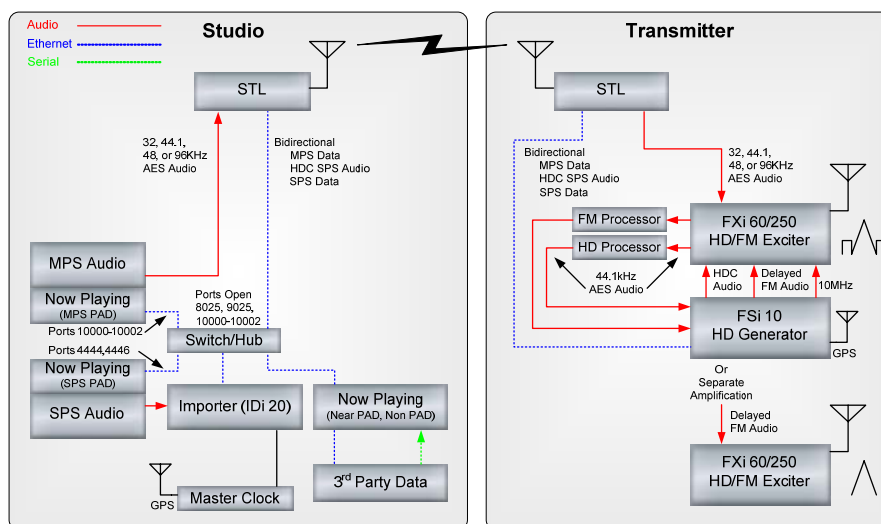 Audio
Ethernet
Serial
Studio
STL
32, 44.1,
48, or 96KHz
AES Audio
Bidirectional
MPS Data
HDC SPS Audio
SPS Data
MPS Audio
Now Playing
(MPS PAD)
Ports 10000-10002
Ports 4444,4446
Now Playing
(SPS PAD)
SPS Audio
Ports Open
8025, 9025,
10000-10002
Switch/Hub
Importer (IDi 20)
Now Playing
(Near PAD, Non PAD)
3rd Party Data
GPS
Master Clock
Transmitter
STL
Bidirectional
MPS Data
HDC SPS Audio
SPS Data
32, 44.1,
48, or 96KHz
AES Audio
FM Processor
HD Processor
44.1kHz
AES Audio
FXi 60/250
HD/FM Exciter
HDC
Audio
Delayed
FM Audio
10MHz
FSi 10
HD Generator
GPS
Or
Separate
Amplification
Delayed
FM Audio
FXi 60/250
HD/FM Exciter